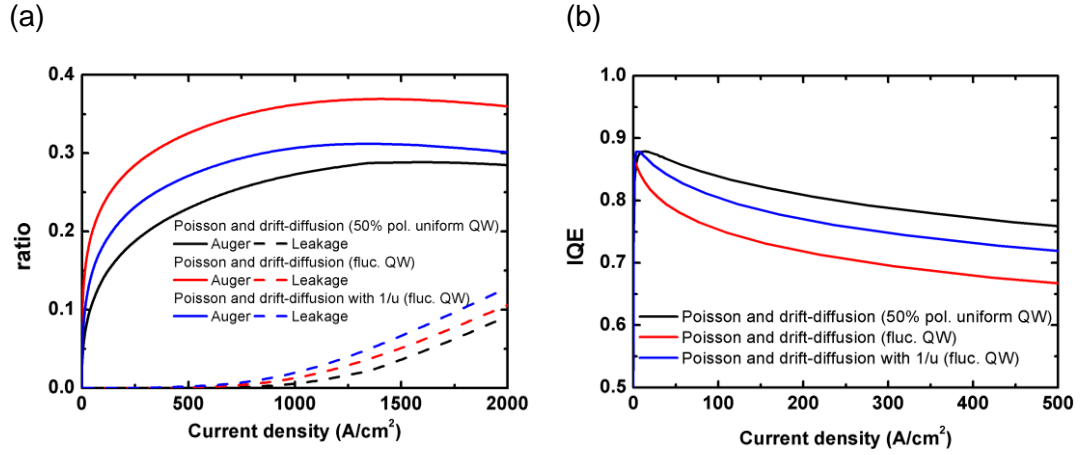 (a)
(b)
0.4
0.3
0.2
0.1
0.0
ratio
Poisson and drift-diffusion (50% pol. uniform QW)
Auger Leakage
Poisson and drift-diffusion (fluc. QW)
Auger Leakage
Poisson and drift-diffusion with 1/u (fluc. QW)
Auger Leakage
0 500 1000 1500 2000
Current density (A/cm²)
1.0
0.9
0.8
0.7
0.6
0.5
IQE
Poisson and drift-diffusion (50% pol. uniform QW)
Poisson and drift-diffusion (fluc. QW)
Poisson and drift-diffusion with 1/u (fluc. QW)
0 100 200 300 400 500
Current density (A/cm²)